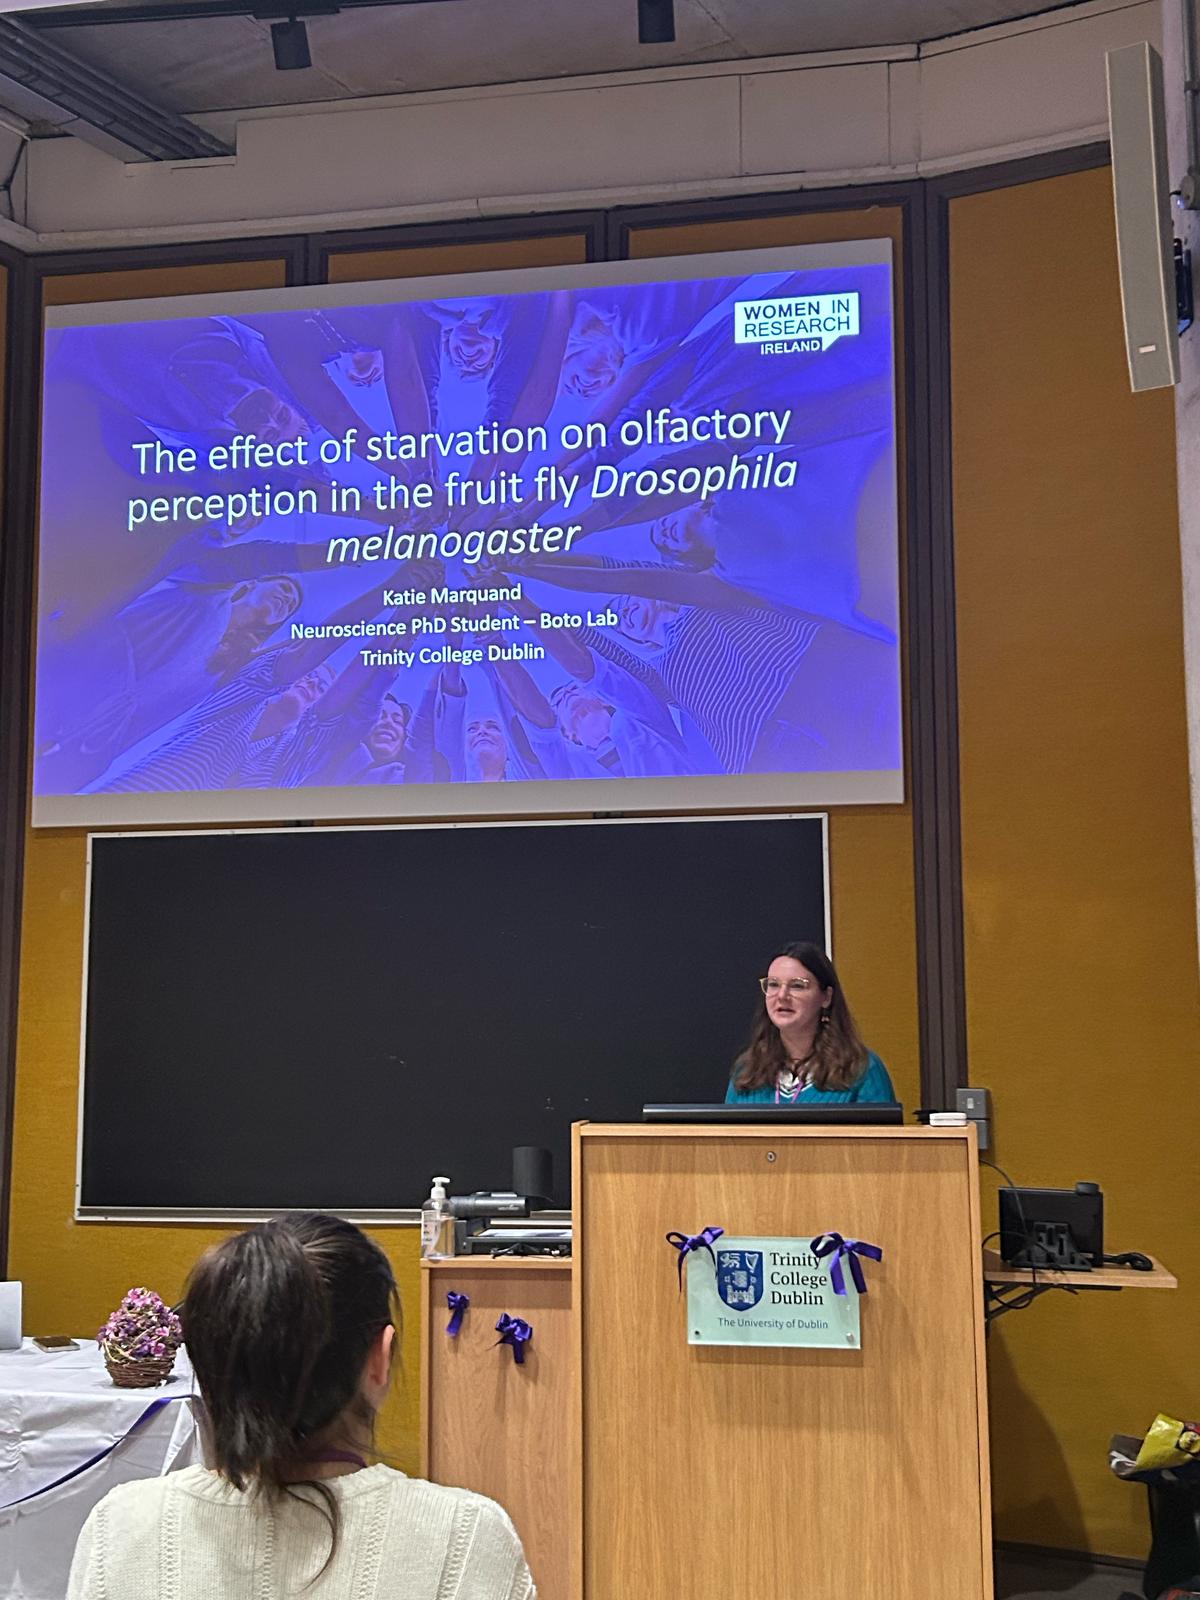 WOMEN IN
RESEARCH
IRELAND
The effect of starvation on olfactory
perception in the fruit fly Drosophila
melanogaster
Katie Marquand
Neuroscience PhD Student – Boto Lab
Trinity College Dublin
Trinity
College
Dublin
The University of Dublin